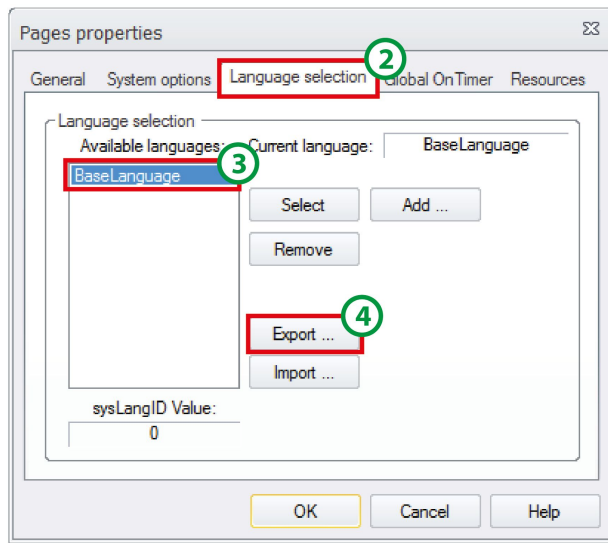 Pages properties
General System options Language selection Global OnTimer Resources
2
Language selection
Available languages: Current language: BaseLanguage
3
BaseLanguage
Select Add ...
Remove
4
Export ...
Import ...
sysLangID Value:
0
OK Cancel Help